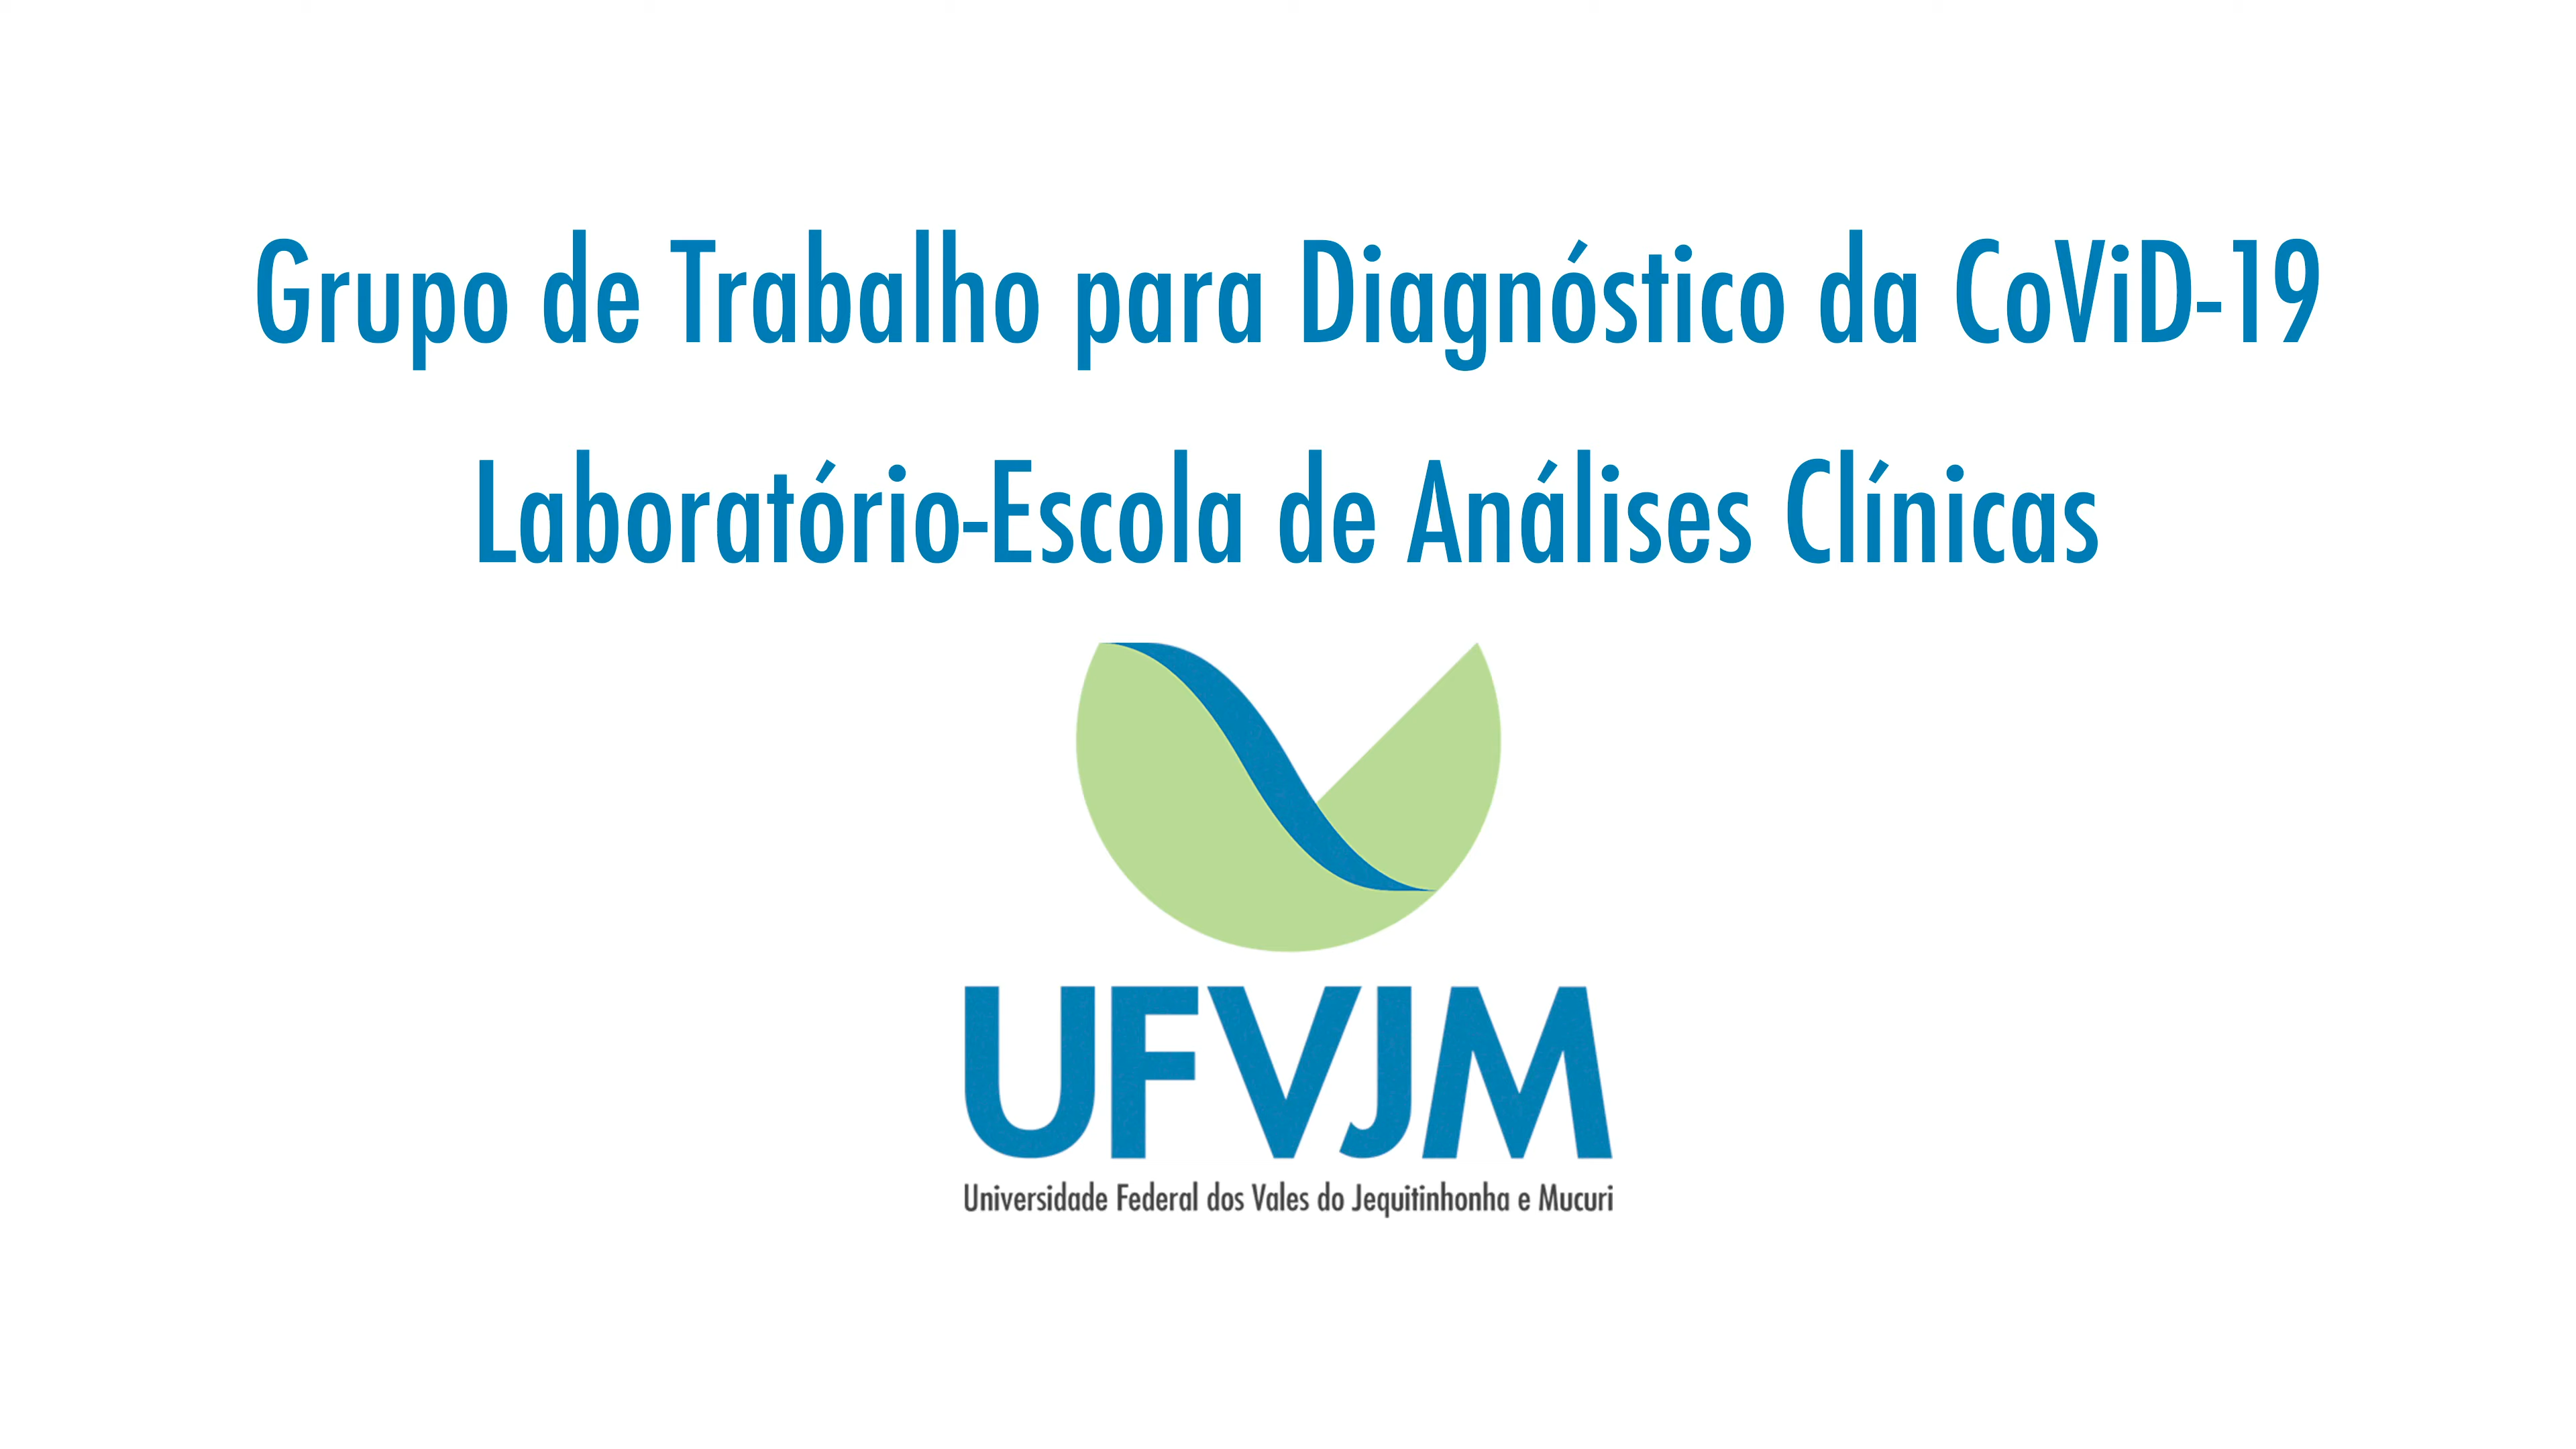 Grupo de Trabalho para Diagnóstico da CoViD-19
Laboratório-Escola de Análises Clínicas
UFVJM
Universidade Federal dos Vales do Jequitinhonha e Mucuri